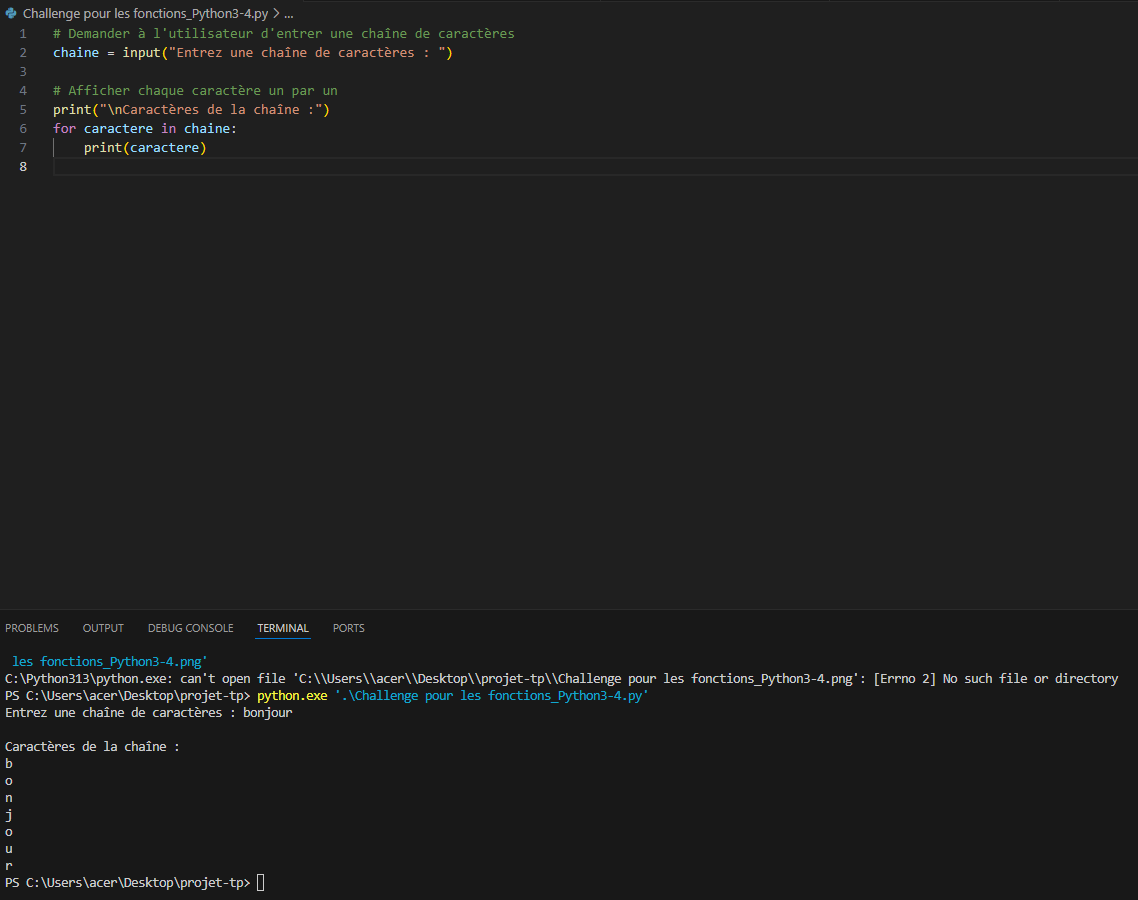 Challenge pour les fonctions_Python3-4.py > ...
1 # Demander à l'utilisateur d'entrer une chaîne de caractères
2 chaine = input("Entrez une chaîne de caractères : ")
3
4 # Afficher chaque caractère un par un
5 print("\nCaractères de la chaîne :")
6 for caractere in chaine:
7     print(caractere)
8
PROBLEMS OUTPUT DEBUG CONSOLE TERMINAL PORTS
les fonctions_Python3-4.png'
C:\Python313\python.exe: can't open file 'C:\\Users\\acer\\Desktop\\projet-tp\\Challenge pour les fonctions_Python3-4.png': [Errno 2] No such file or directory
PS C:\Users\acer\Desktop\projet-tp> python.exe '.\Challenge pour les fonctions_Python3-4.py'
Entrez une chaîne de caractères : bonjour
Caractères de la chaîne :
b
o
n
j
o
u
r
PS C:\Users\acer\Desktop\projet-tp>